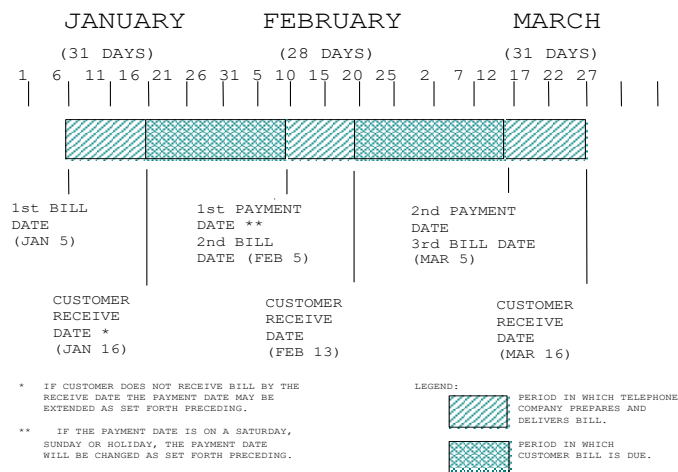 JANUARY FEBRUARY MARCH
(31 DAYS) (28 DAYS) (31 DAYS)
1 6 11 16 21 26 31 5 10 15 20 25 2 7 12 17 22 27
1st BILL
DATE
(JAN 5)
1st PAYMENT
DATE **
2nd BILL
DATE (FEB 5)
2nd PAYMENT
DATE
3rd BILL DATE
(MAR 5)
CUSTOMER
RECEIVE
DATE *
(JAN 16)
CUSTOMER
RECEIVE
DATE
(FEB 13)
CUSTOMER
RECEIVE
DATE
(MAR 16)
* IF CUSTOMER DOES NOT RECEIVE BILL BY THE
RECEIVE DATE THE PAYMENT DATE MAY BE
EXTENDED AS SET FORTH PRECEDING.
** IF THE PAYMENT DATE IS ON A SATURDAY,
SUNDAY OR HOLIDAY, THE PAYMENT DATE
WILL BE CHANGED AS SET FORTH PRECEDING.
LEGEND:
PERIOD IN WHICH TELEPHONE
COMPANY PREPARES AND
DELIVERS BILL.
PERIOD IN WHICH
CUSTOMER BILL IS DUE.